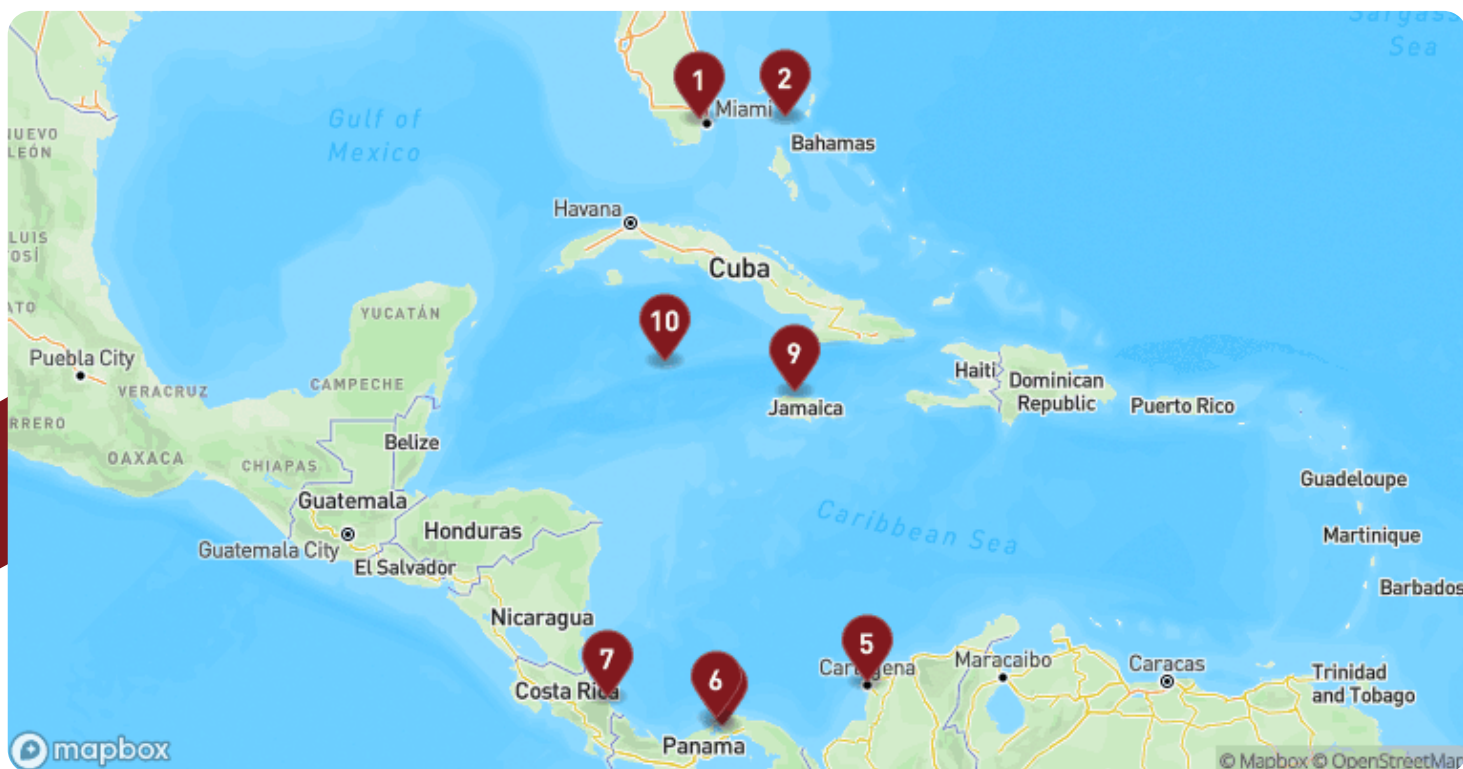 Sargass
Sea
1
2
Miami
Gulf of
Mexico
Bahamas
NUEVO
LEÓN
Havana
LUIS
OSÍ
Cuba
ATO
YUCATÁN
10
9
Puebla City
Haiti
Dominican
Republic
VERACRUZ
CAMPECHE
Jamaica
Puerto Rico
RRERO
Belize
OAXACA
CHIAPAS
Guadeloupe
Guatemala
Caribbean Sea
Honduras
Martinique
Guatemala City
El Salvador
Barbados
Nicaragua
5
7
Cartagena
Maracaibo
Caracas
Trinidad
and Tobago
6
Costa Rica
Panama
mapbox
© Mapbox © OpenStreetMap